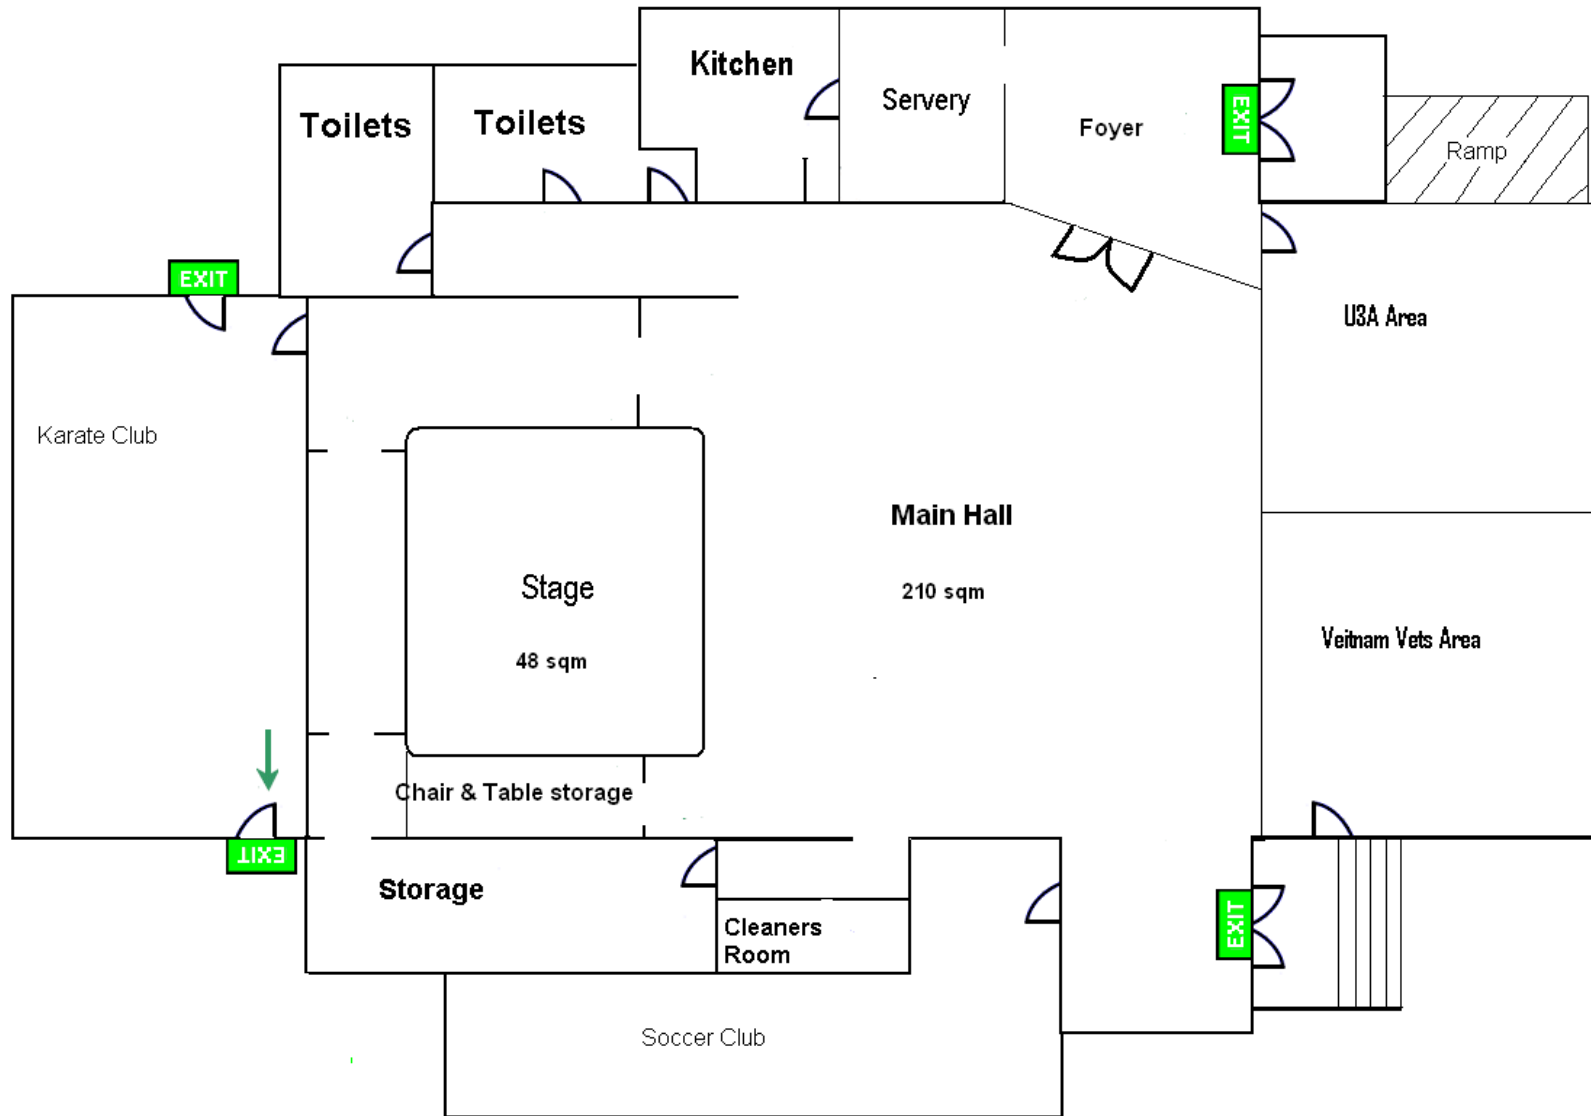 Kitchen
Servery
Toilets
Toilets
Foyer
EXIT
Ramp
EXIT
U3A Area
Karate Club
Main Hall
210 sqm
Stage
48 sqm
Veitnam Vets Area
Chair & Table storage
EXIT
Storage
EXIT
Cleaners
Room
Soccer Club